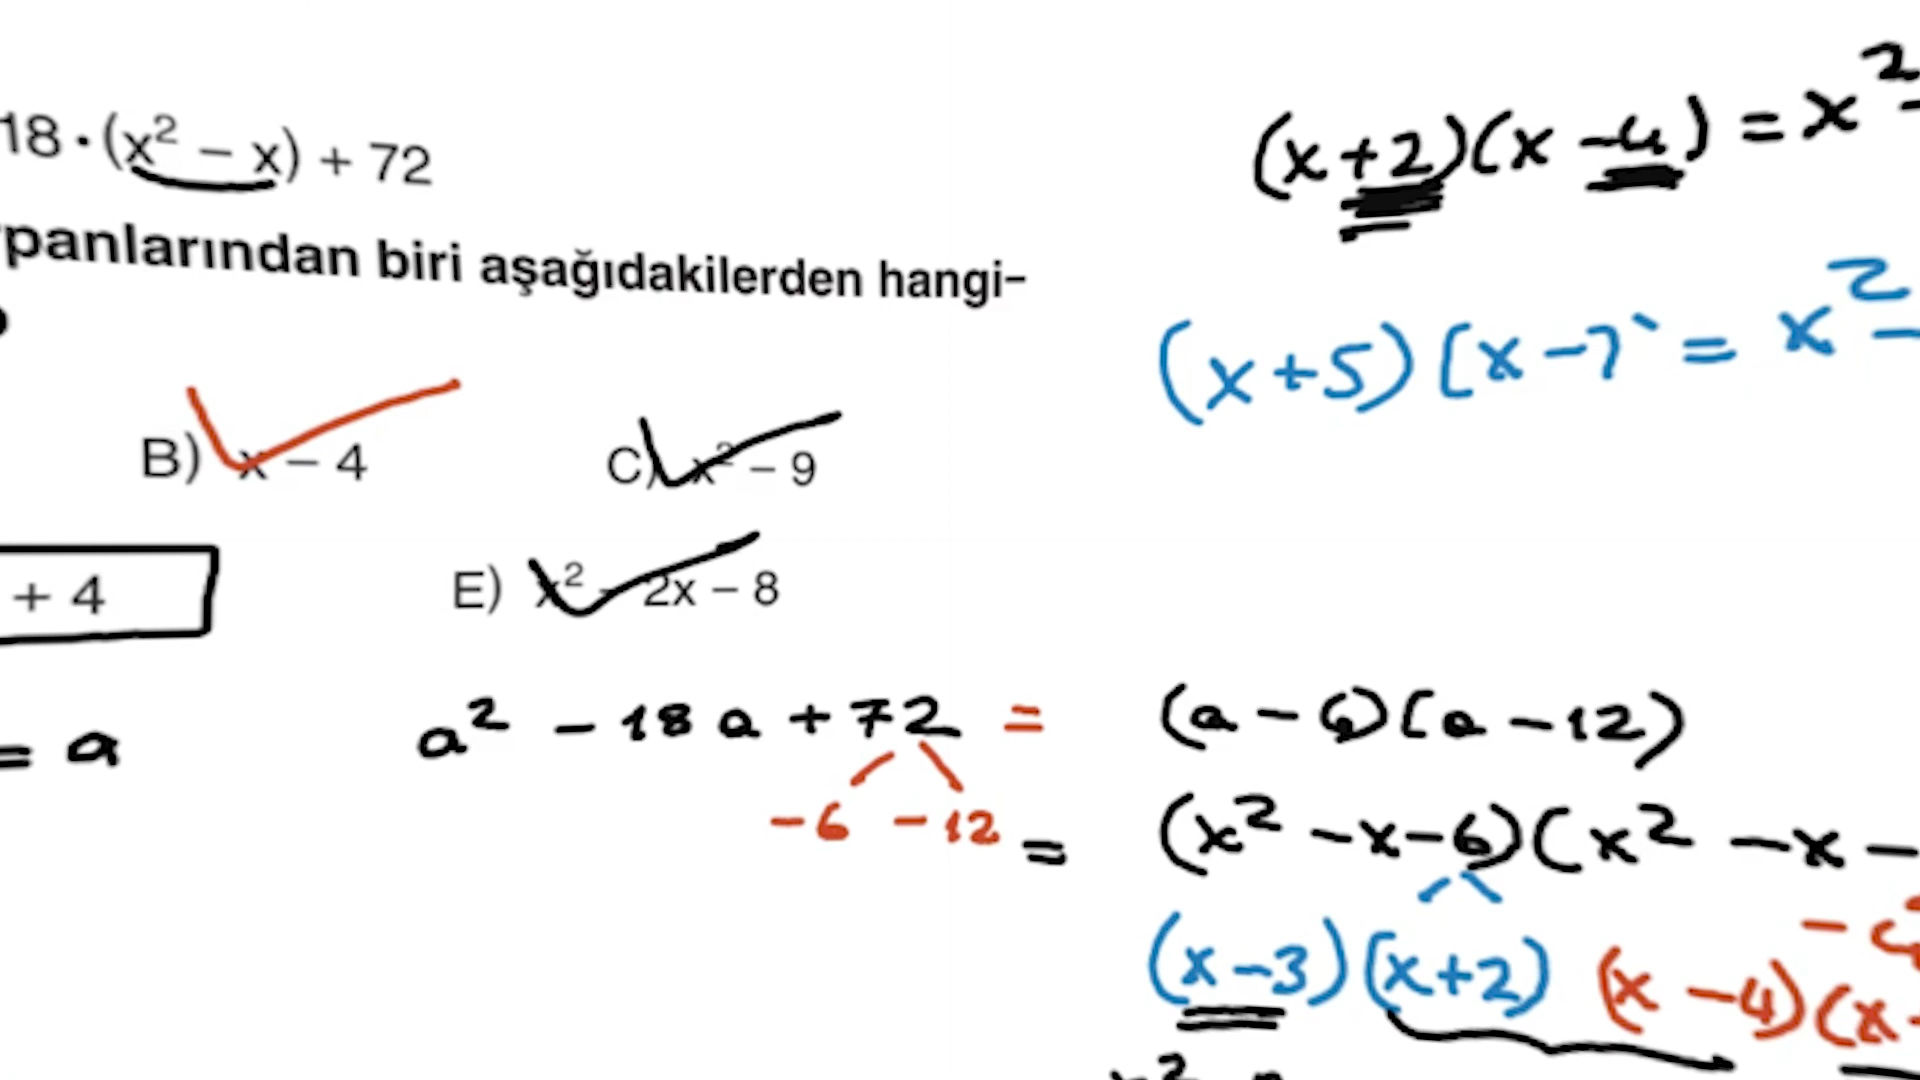 18 · (x² − x) + 72
(x+2)(x−4) = x²−
rpanlarından biri aşağıdakilerden hangi-
(x+5)(x−7) = x²−
B) x − 4
C) x² − 9
+ 4
E) x² − 2x − 8
= a
a² − 18a + 72 = (a−6)(a−12)
−6 −12
= (x²−x−6)(x²−x−
(x−3)(x+2) (x−4)(x